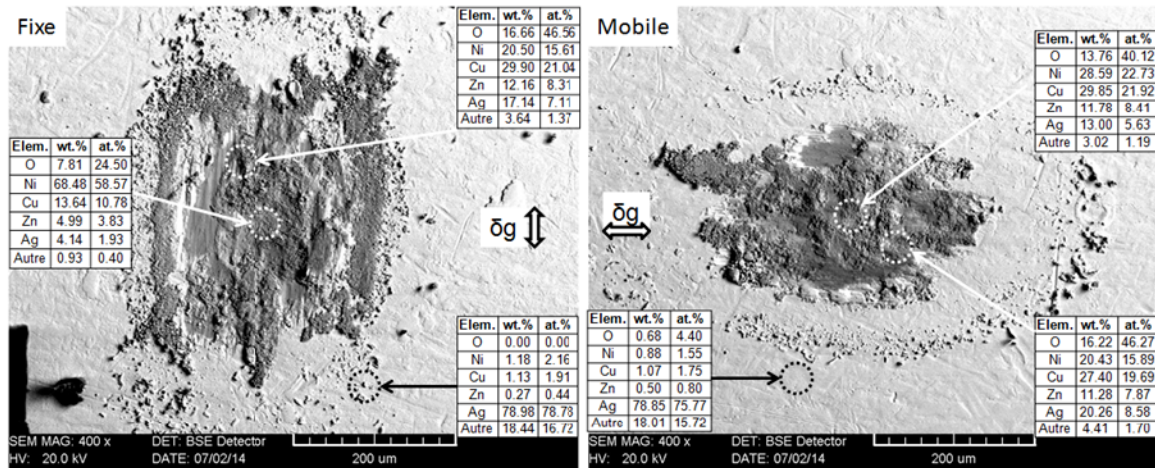 Fixe
Elem. wt.% at.%
O 16.66 46.56
Ni 20.50 15.61
Cu 29.90 21.04
Zn 12.16 8.31
Ag 17.14 7.11
Autre 3.64 1.37
Elem. wt.% at.%
O 7.81 24.50
Ni 68.48 58.57
Cu 13.64 10.78
Zn 4.99 3.83
Ag 4.14 1.93
Autre 0.93 0.40
δg
Elem. wt.% at.%
O 0.00 0.00
Ni 1.18 2.16
Cu 1.13 1.91
Zn 0.27 0.44
Ag 78.98 78.78
Autre 18.44 16.72
SEM MAG: 400 x DET: BSE Detector
HV: 20.0 kV DATE: 07/02/14 200 um
Mobile
Elem. wt.% at.%
O 13.76 40.12
Ni 28.59 22.73
Cu 29.85 21.92
Zn 11.78 8.41
Ag 13.00 5.63
Autre 3.02 1.19
δg
Elem. wt.% at.%
O 0.68 4.40
Ni 0.88 1.55
Cu 1.07 1.75
Zn 0.50 0.80
Ag 78.85 75.77
Autre 18.01 15.72
Elem. wt.% at.%
O 16.22 46.27
Ni 20.43 15.89
Cu 27.40 19.69
Zn 11.28 7.87
Ag 20.26 8.58
Autre 4.41 1.70
SEM MAG: 400 x DET: BSE Detector
HV: 20.0 kV DATE: 07/02/14 200 um